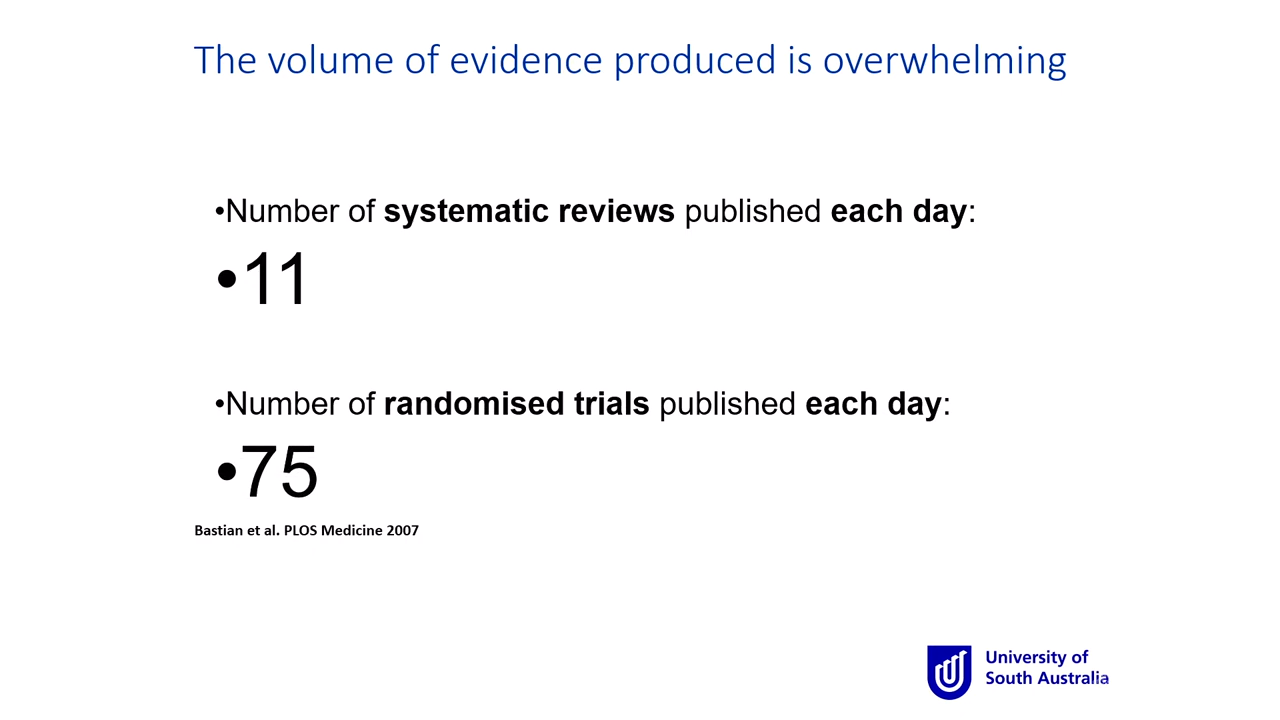 The volume of evidence produced is overwhelming
•Number of systematic reviews published each day:
•11
•Number of randomised trials published each day:
•75
Bastian et al. PLOS Medicine 2007
University of
South Australia